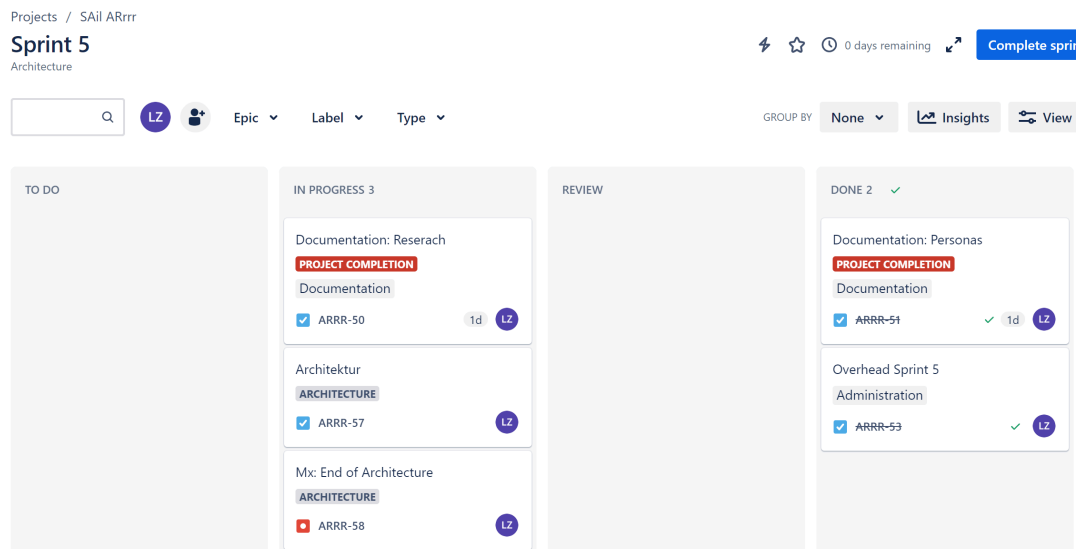 Projects / SAil ARrrr
Sprint 5
Architecture
0 days remaining
Complete sprin
LZ
Epic
Label
Type
GROUP BY
None
Insights
View
TO DO
IN PROGRESS 3
Documentation: Reserach
PROJECT COMPLETION
Documentation
ARRR-50 1d LZ
Architektur
ARCHITECTURE
ARRR-57 LZ
Mx: End of Architecture
ARCHITECTURE
ARRR-58 LZ
REVIEW
DONE 2
Documentation: Personas
PROJECT COMPLETION
Documentation
ARRR-51 1d LZ
Overhead Sprint 5
Administration
ARRR-53 LZ